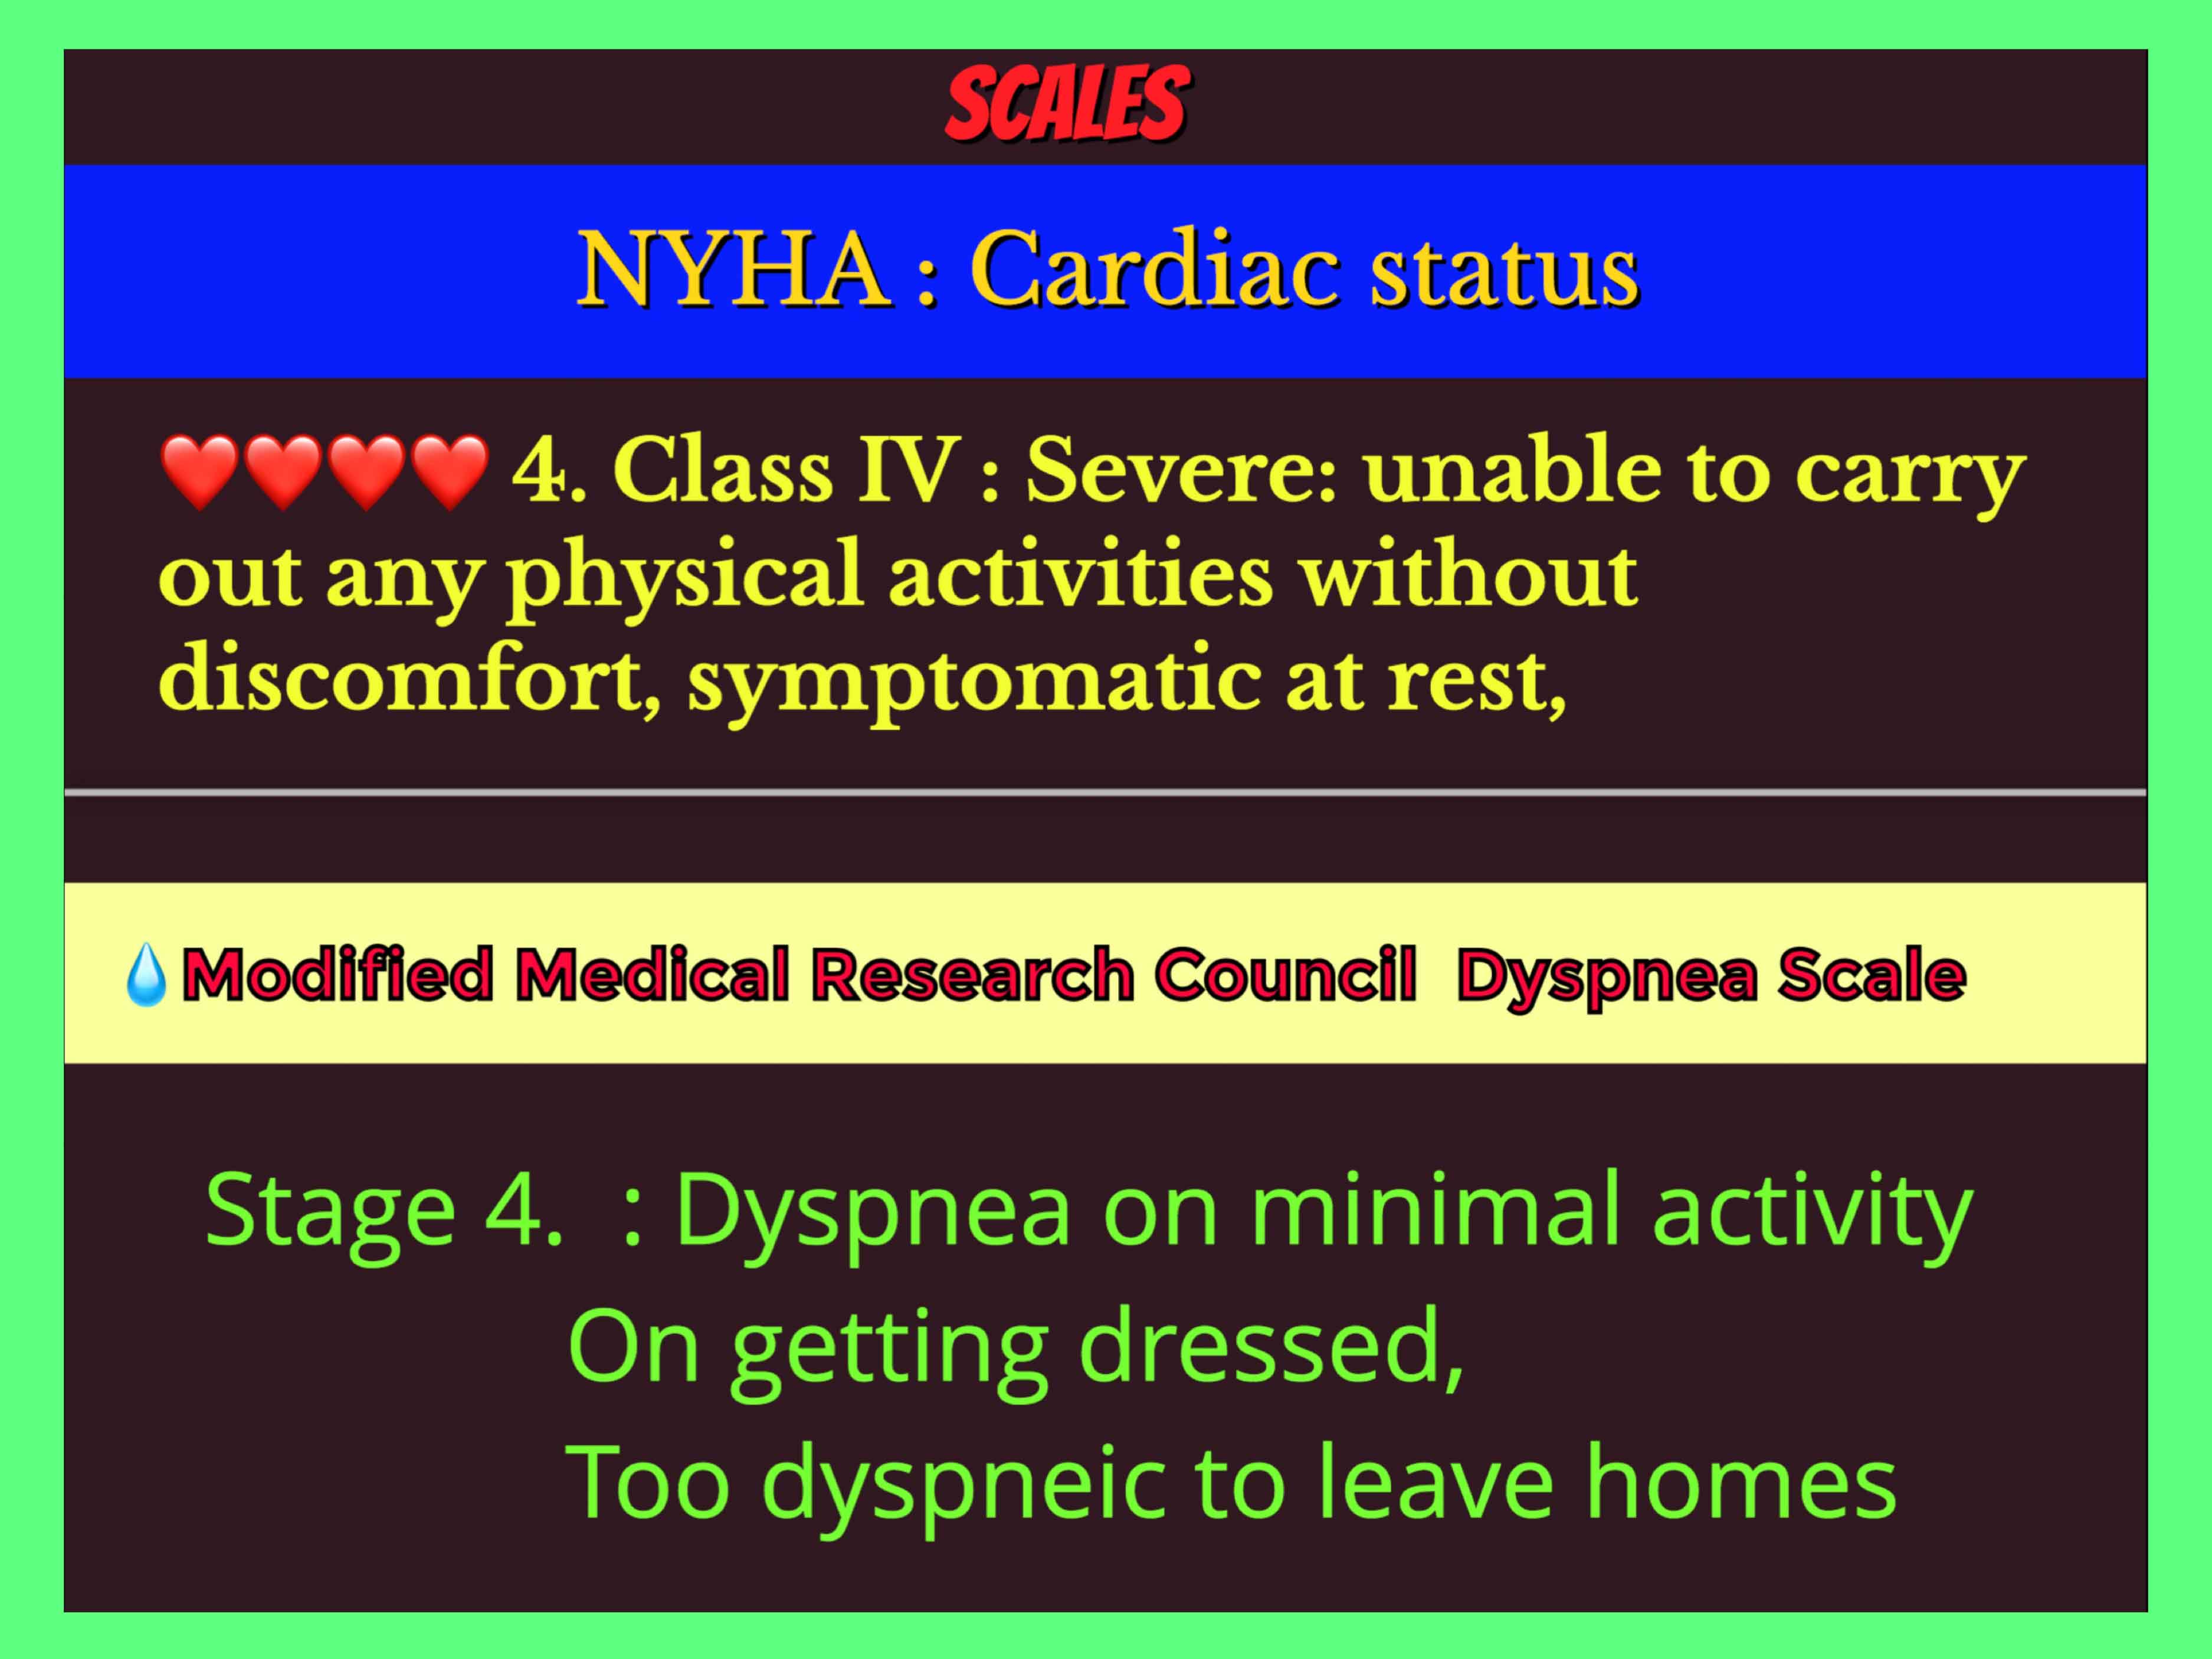 SCALES
NYHA : Cardiac status
❤️❤️❤️❤️ 4. Class IV : Severe: unable to carry
out any physical activities without
discomfort, symptomatic at rest,
💧Modified Medical Research Council  Dyspnea Scale
Stage 4.  : Dyspnea on minimal activity
On getting dressed,
Too dyspneic to leave homes